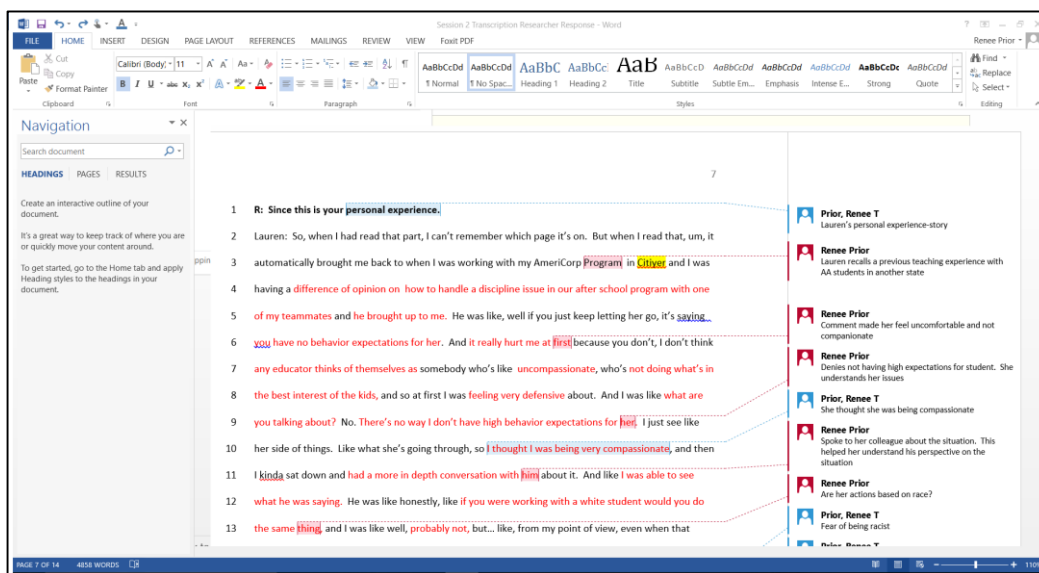 Session 2 Transcription Researcher Response - Word
FILE HOME INSERT DESIGN PAGE LAYOUT REFERENCES MAILINGS REVIEW VIEW Foxit PDF
Renee Prior
Cut
Copy
Format Painter
Paste
Clipboard
Calibri (Body) 11
Font
Paragraph
AaBbCcDd AaBbCcDd AaBbC AaBbCc AaB AaBbCcD AaBbCcDd AaBbCcDd AaBbCcDd AaBbCcDc AaBbCcDd
¶ Normal ¶ No Spac... Heading 1 Heading 2 Title Subtitle Subtle Em... Emphasis Intense E... Strong Quote
Styles
Find
Replace
Select
Editing
Navigation
Search document
HEADINGS PAGES RESULTS
Create an interactive outline of your
document.
It's a great way to keep track of where you are
or quickly move your content around.
To get started, go to the Home tab and apply
Heading styles to the headings in your
document.
7
1 R: Since this is your personal experience.
2 Lauren: So, when I had read that part, I can't remember which page it's on. But when I read that, um, it
3 automatically brought me back to when I was working with my AmeriCorp Program in Citiyer and I was
4 having a difference of opinion on how to handle a discipline issue in our after school program with one
5 of my teammates and he brought up to me. He was like, well if you just keep letting her go, it's saying
6 you have no behavior expectations for her. And it really hurt me at first because you don't, I don't think
7 any educator thinks of themselves as somebody who's like uncompassionate, who's not doing what's in
8 the best interest of the kids, and so at first I was feeling very defensive about. And I was like what are
9 you talking about? No. There's no way I don't have high behavior expectations for her. I just see like
10 her side of things. Like what she's going through, so I thought I was being very compassionate, and then
11 I kinda sat down and had a more in depth conversation with him about it. And like I was able to see
12 what he was saying. He was like honestly, like if you were working with a white student would you do
13 the same thing, and I was like well, probably not, but... like, from my point of view, even when that
Prior, Renee T
Lauren's personal experience-story
Renee Prior
Lauren recalls a previous teaching experience with
AA students in another state
Renee Prior
Comment made her feel uncomfortable and not
companionate
Renee Prior
Denies not having high expectations for student. She
understands her issues
Prior, Renee T
She thought she was being compassionate
Renee Prior
Spoke to her colleague about the situation. This
helped her understand his perspective on the
situation
Renee Prior
Are her actions based on race?
Prior, Renee T
Fear of being racist
Prior, Renee T
PAGE 7 OF 14 4858 WORDS
110%